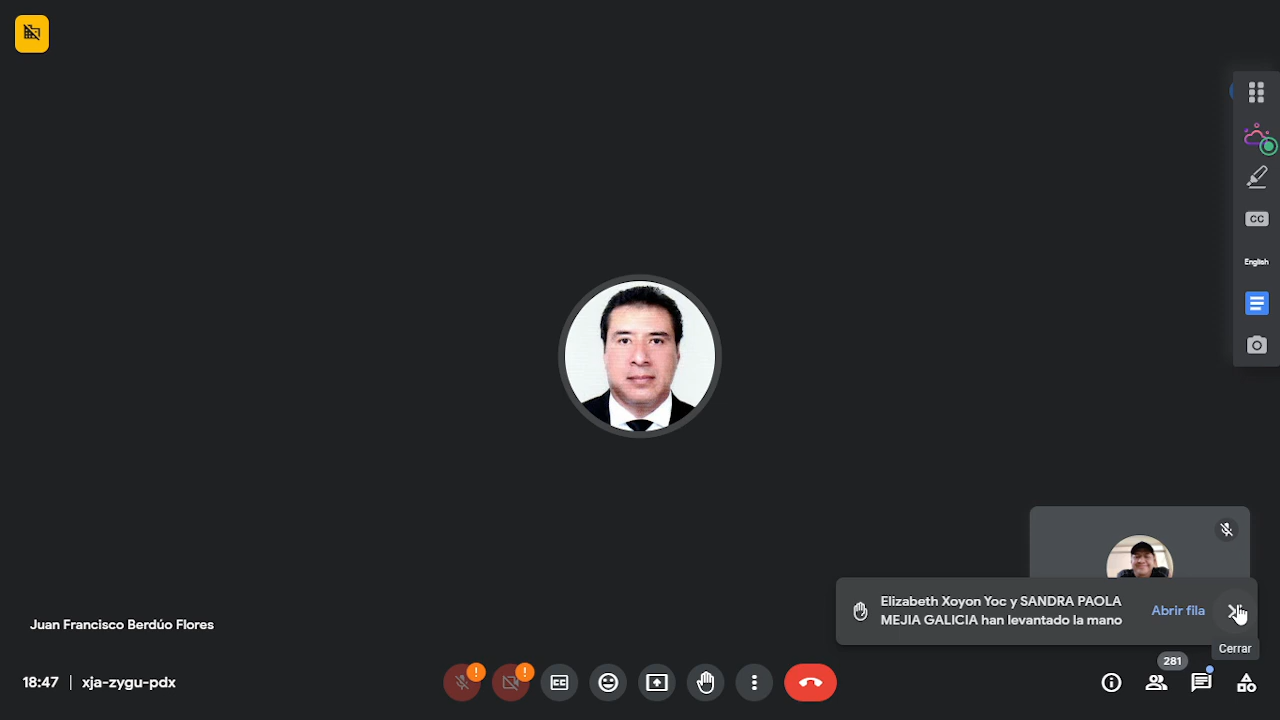 CC
English
Elizabeth Xoyon Yoc y SANDRA PAOLA
MEJIA GALICIA han levantado la mano
Abrir fila
Juan Francisco Berdúo Flores
Cerrar
281
18:47 | xja-zygu-pdx